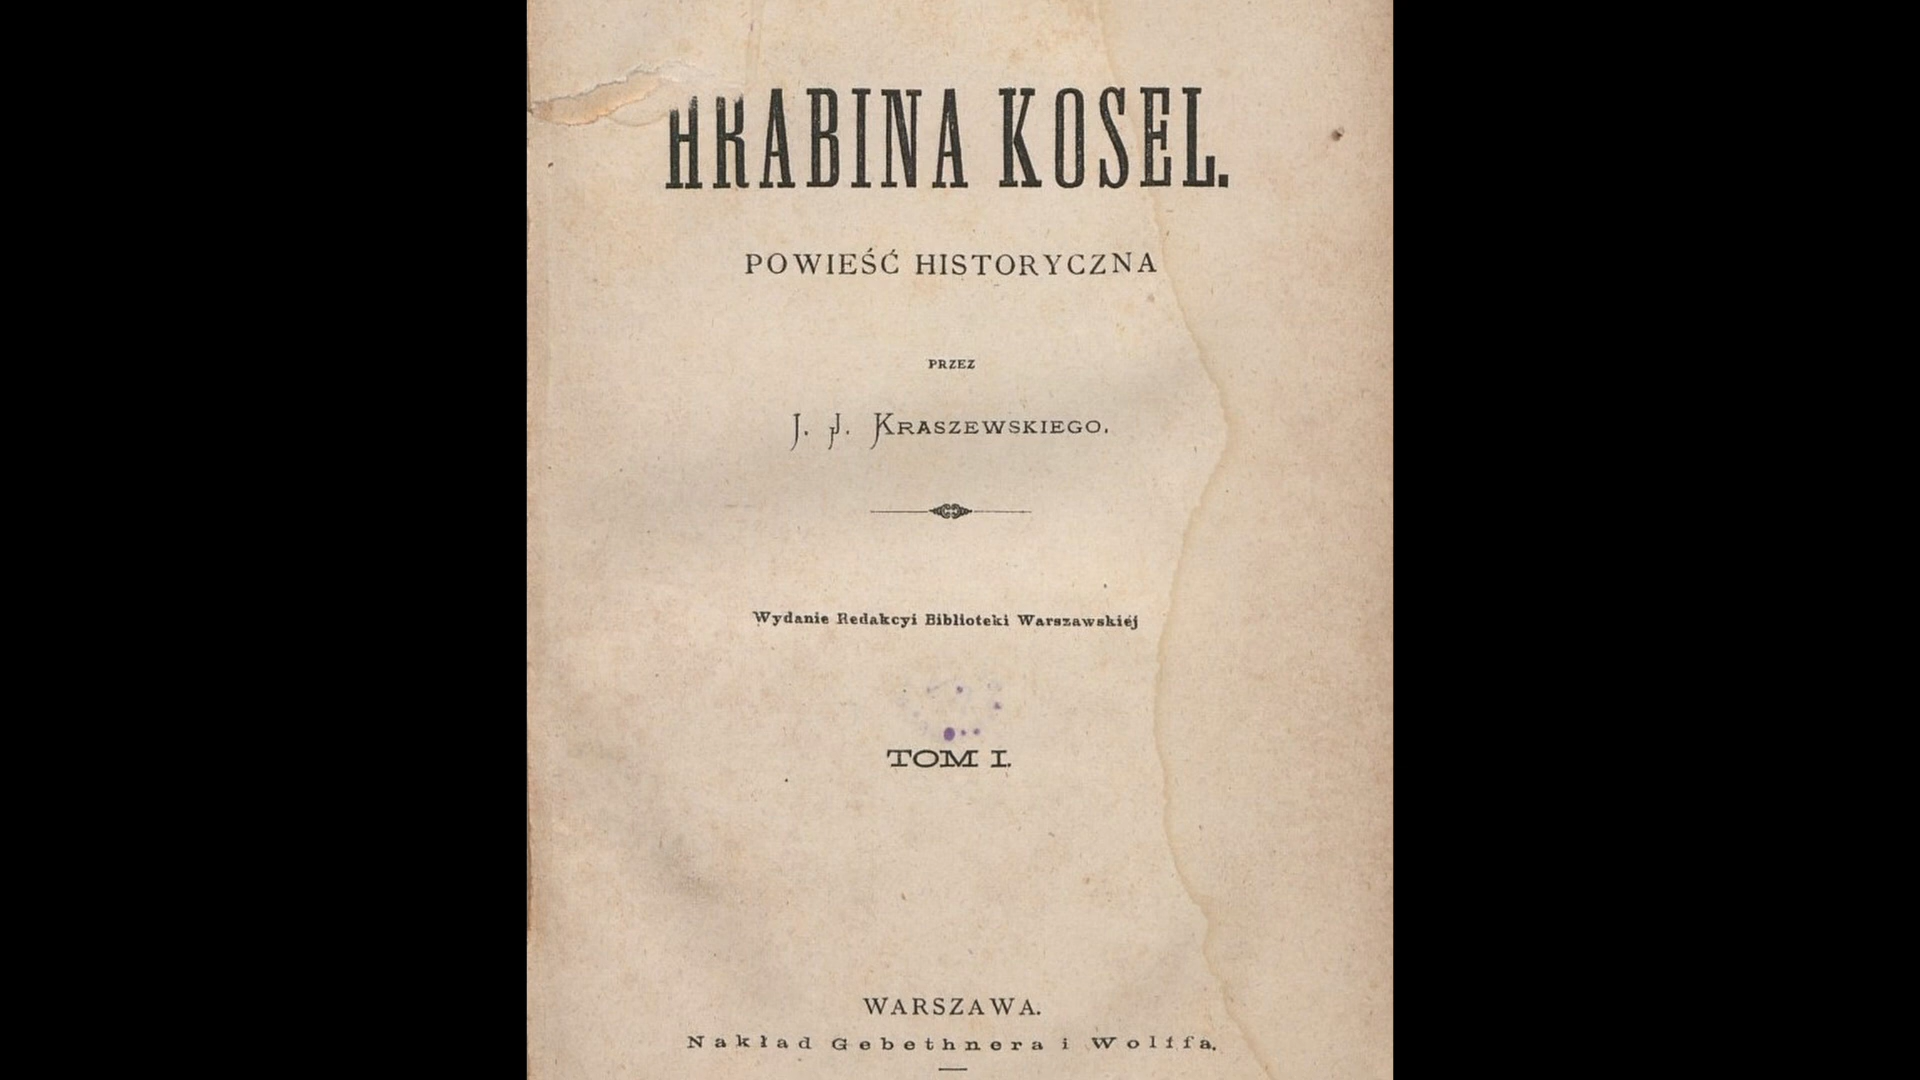 HRABINA KOSEL.
POWIEŚĆ HISTORYCZNA
PRZEZ
J. J. KRASZEWSKIEGO.
Wydanie Redakcyi Biblioteki Warszawskiéj
TOM I.
WARSZAWA.
Nakład Gebethnera i Wolffa.